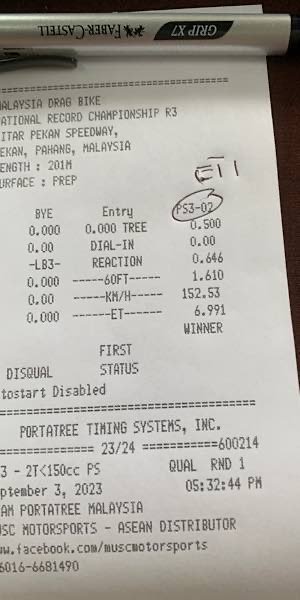 GRIP X7 FABER-CASTELL
ALAYSIA DRAG BIKE
ATIONAL RECORD CHAMPIONSHIP R3
ITAR PEKAN SPEEDWAY,
EKAN, PAHANG, MALAYSIA
ENGTH : 201M
URFACE : PREP
ET1
BYE Entry PS3-02
0.000 0.000 TREE 0.500
0.00 DIAL-IN 0.00
-LB3- REACTION 0.646
0.000 -----60FT----- 1.610
0.00 -----KM/H----- 152.53
0.000 ------ET------ 6.991
WINNER
FIRST
DISQUAL STATUS
tostart Disabled
PORTATREE TIMING SYSTEMS, INC.
============= 23/24 ===========600214
3 - 2T<150cc PS QUAL RND 1
ptember 3, 2023 05:32:44 PM
AM PORTATREE MALAYSIA
USC MOTORSPORTS - ASEAN DISTRIBUTOR
ww.facebook.com/muscmotorsports
6016-6681490